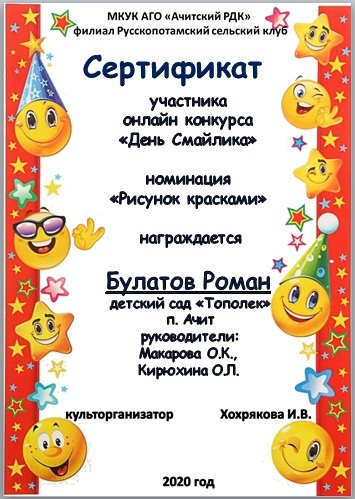 МКУК АГО «Ачитский РДК»
филиал Русскопотамский сельский клуб
Сертификат
участника
онлайн конкурса
«День Смайлика»
номинация
«Рисунок красками»
награждается
Булатов Роман
детский сад «Тополек»
п. Ачит
руководители:
Макарова О.К.,
Кирюхина О.Л.
культорганизатор Хохрякова И.В.
2020 год